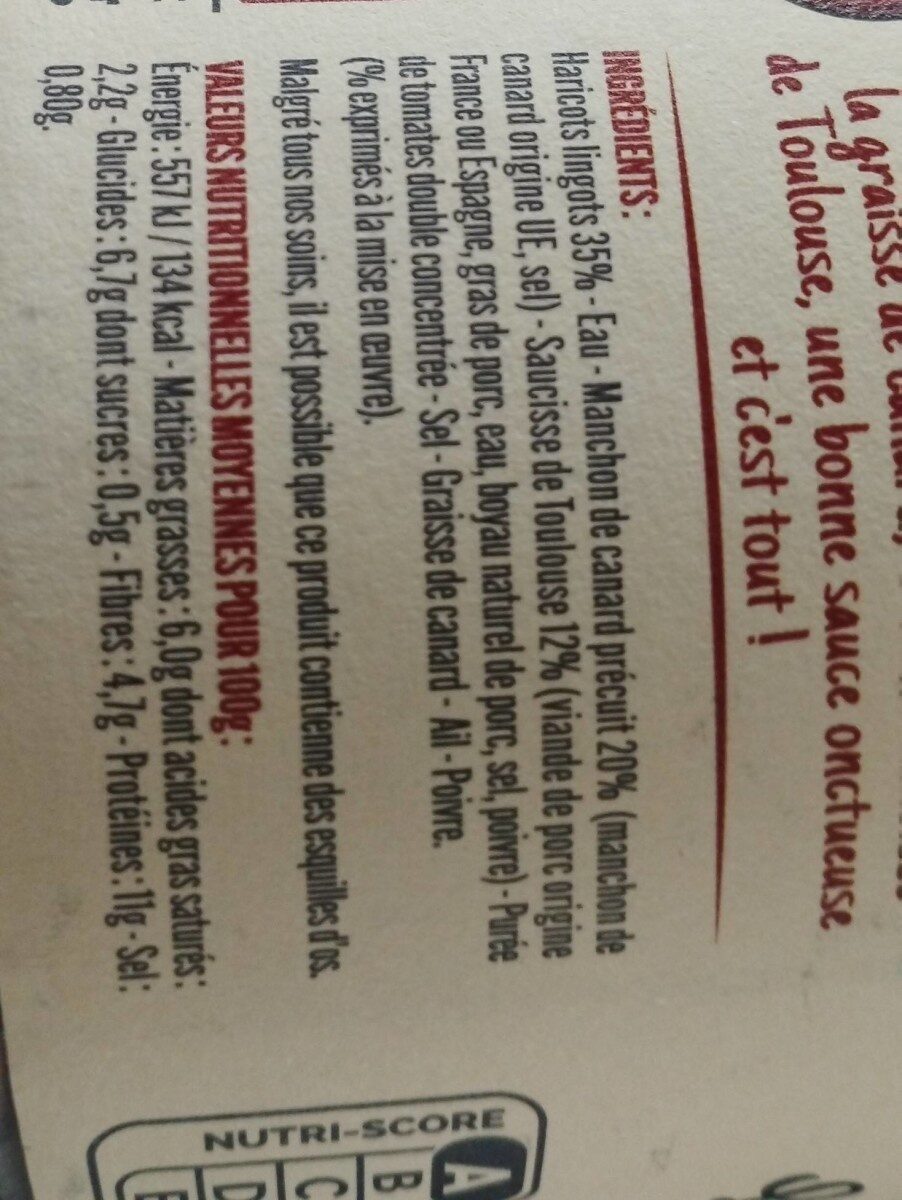 la graisse de
de Toulouse, une bonne sauce onctueuse
et c'est tout !
INGRÉDIENTS :
Haricots lingots 35% - Eau - Manchon de canard précuit 20% (manchon de
canard origine UE, sel) - Saucisse de Toulouse 12% (viande de porc origine
France ou Espagne, gras de porc, eau, boyau naturel de porc, sel, poivre) - Purée
de tomates double concentrée - Sel - Graisse de canard - Ail - Poivre.
(% exprimés à la mise en œuvre).
Malgré tous nos soins, il est possible que ce produit contienne des esquilles d'os.
VALEURS NUTRITIONNELLES MOYENNES POUR 100g :
Énergie : 557 kJ / 134 kcal - Matières grasses : 6,0g dont acides gras saturés :
2,2g - Glucides : 6,7g dont sucres : 0,5g - Fibres : 4,7g - Protéines : 11g - Sel :
0,80g.
NUTRI-SCORE
A
B
C
D
E